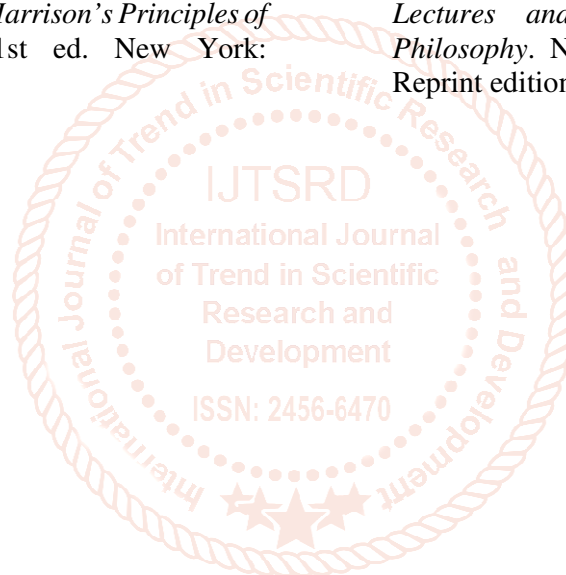 Harrison's Principles of
1st ed. New York:
Lectures and
Philosophy. N
Reprint edition
International Journal of Trend in Scientific Research and Development
IJTSRD
International Journal
of Trend in Scientific
Research and
Development
ISSN: 2456-6470